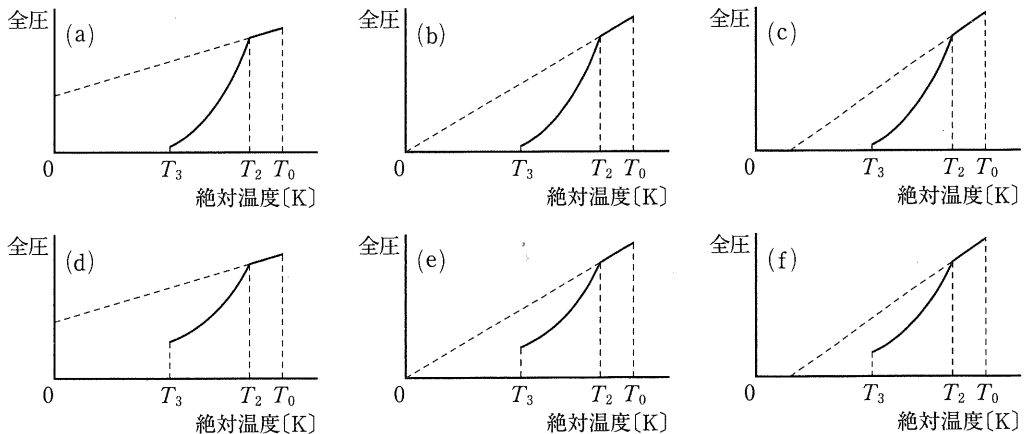 全圧 (a) 全圧 (b) 全圧 (c)
0 T₃ T₂ T₀ 0 T₃ T₂ T₀ 0 T₃ T₂ T₀
絶対温度〔K〕 絶対温度〔K〕 絶対温度〔K〕
全圧 (d) 全圧 (e) 全圧 (f)
0 T₃ T₂ T₀ 0 T₃ T₂ T₀ 0 T₃ T₂ T₀
絶対温度〔K〕 絶対温度〔K〕 絶対温度〔K〕